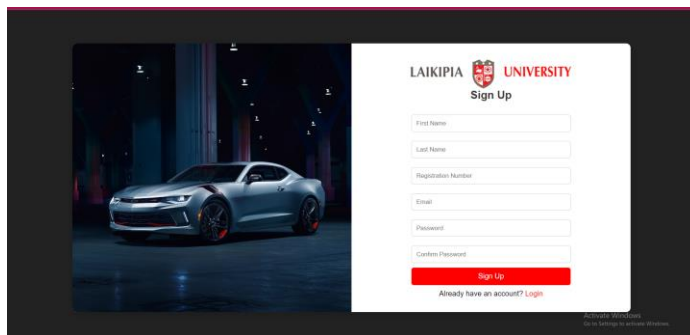 LAIKIPIA UNIVERSITY
Sign Up
First Name
Last Name
Registration Number
Email
Password
Confirm Password
Sign Up
Already have an account? Login
Activate Windows
Go to Settings to activate Windows.